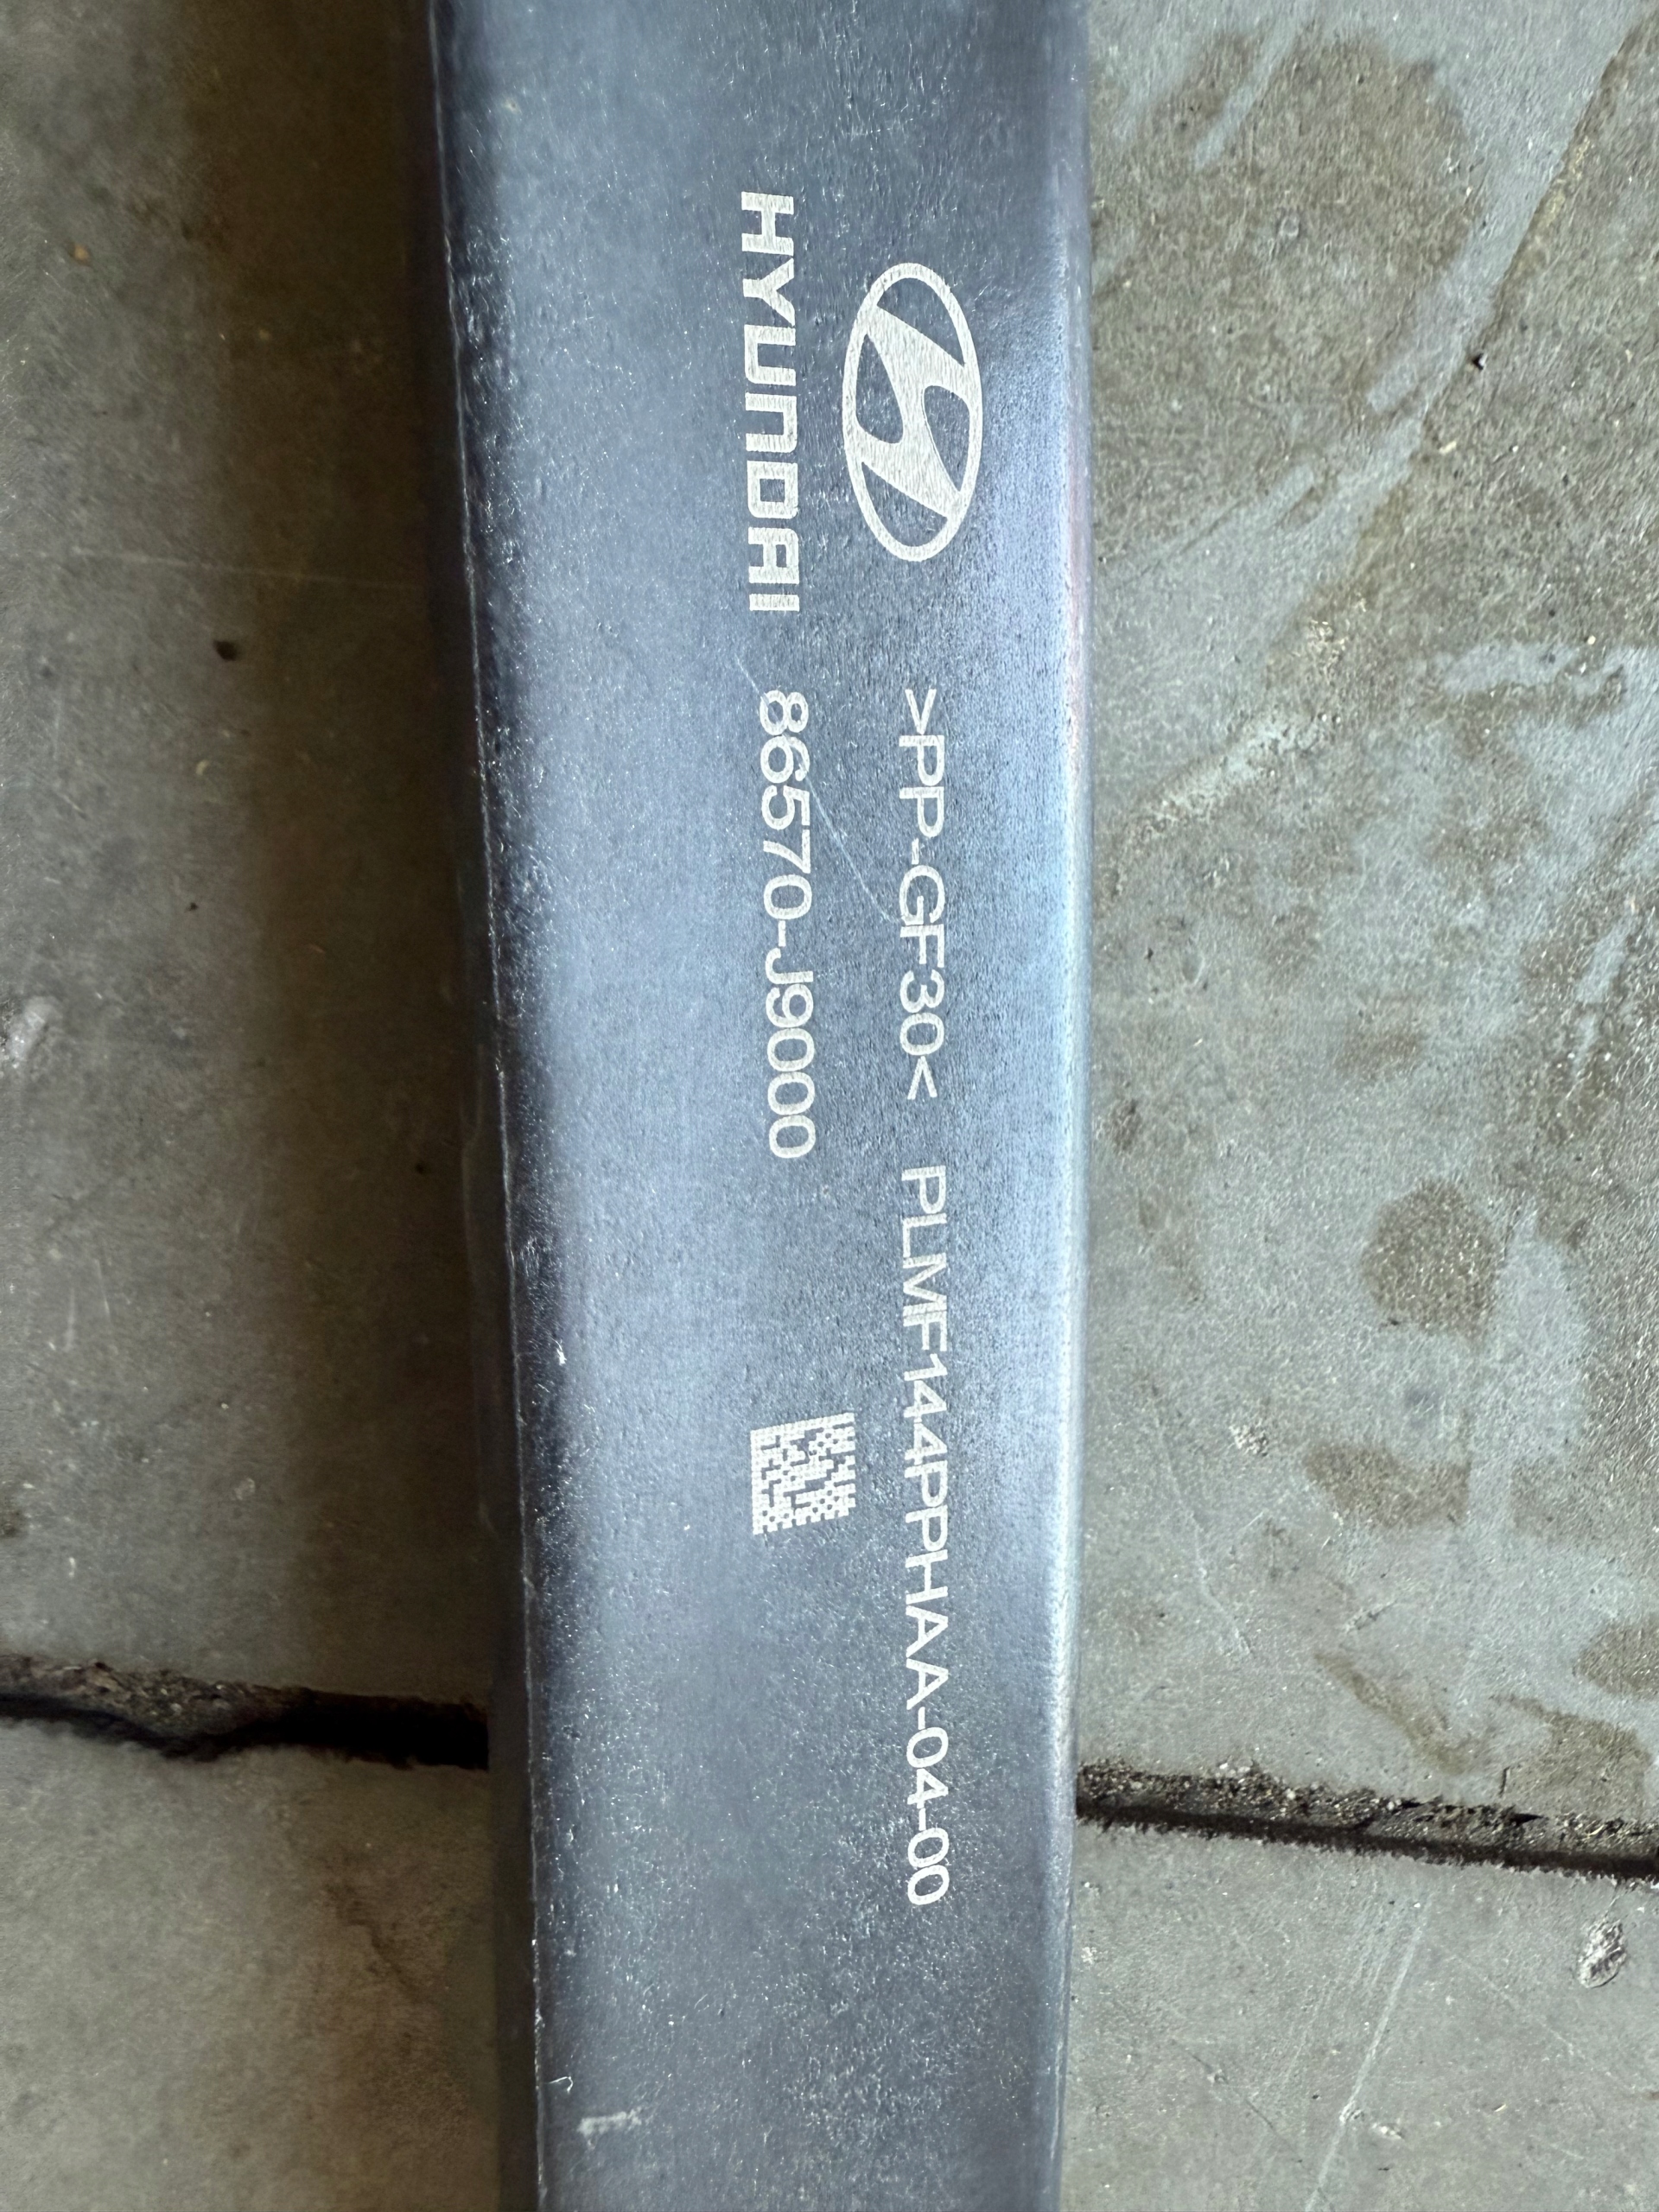 >PP-GF30< PLMF144PPHAA-04-00
HYUNDAI 86570-J9000